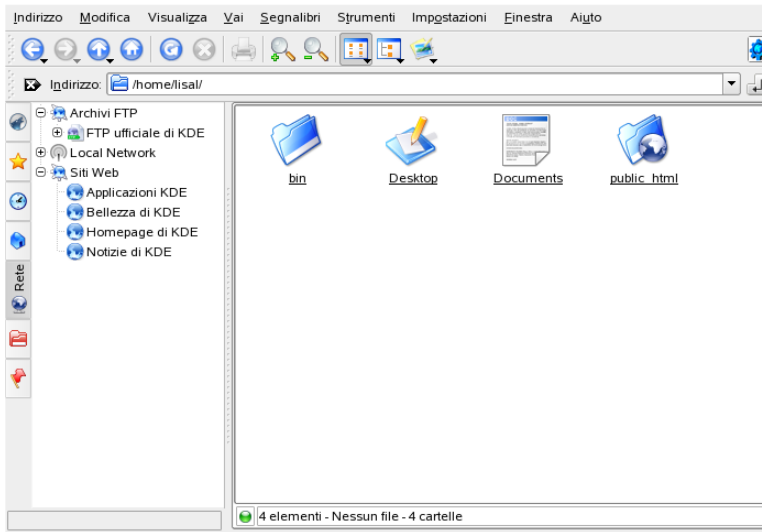 Indirizzo Modifica Visualizza Vai Segnalibri Strumenti Impostazioni Finestra Aiuto
Indirizzo: /home/lisal/
Archivi FTP
FTP ufficiale di KDE
Local Network
Siti Web
Applicazioni KDE
Bellezza di KDE
Homepage di KDE
Notizie di KDE
Rete
bin Desktop Documents public_html
4 elementi - Nessun file - 4 cartelle